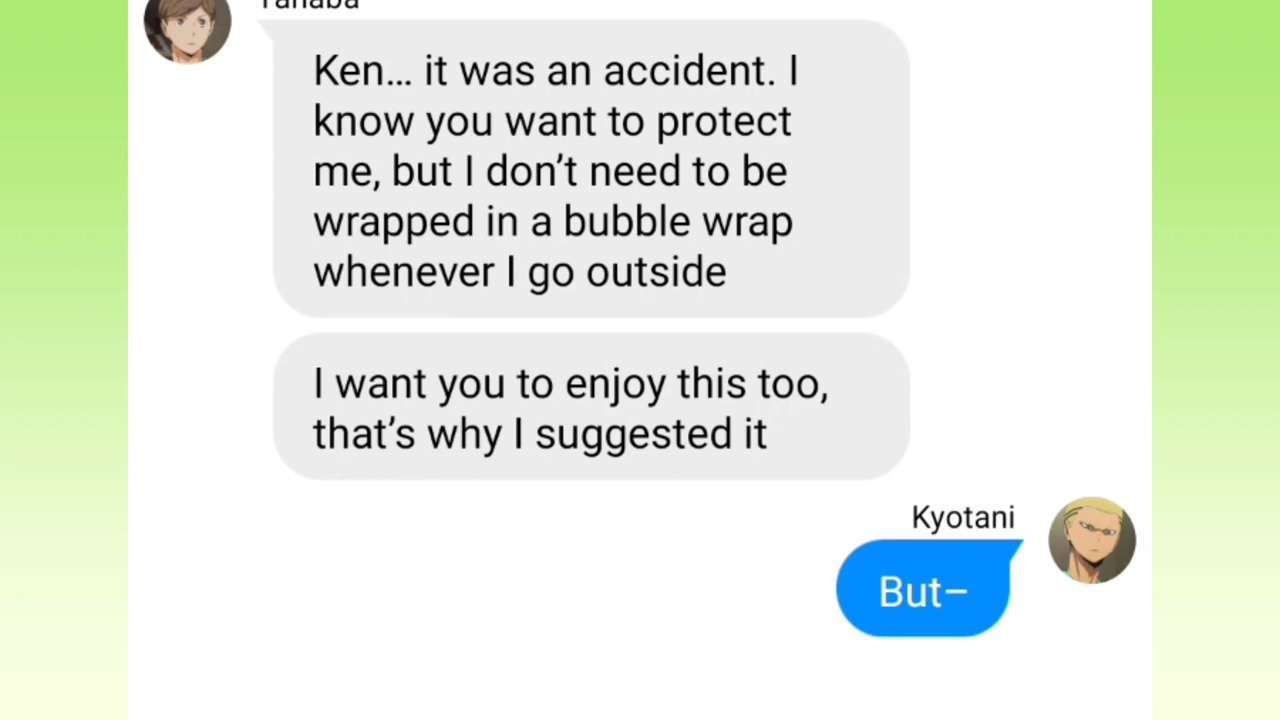 Ken... it was an accident. I
know you want to protect
me, but I don't need to be
wrapped in a bubble wrap
whenever I go outside
I want you to enjoy this too,
that's why I suggested it
Kyotani
But–